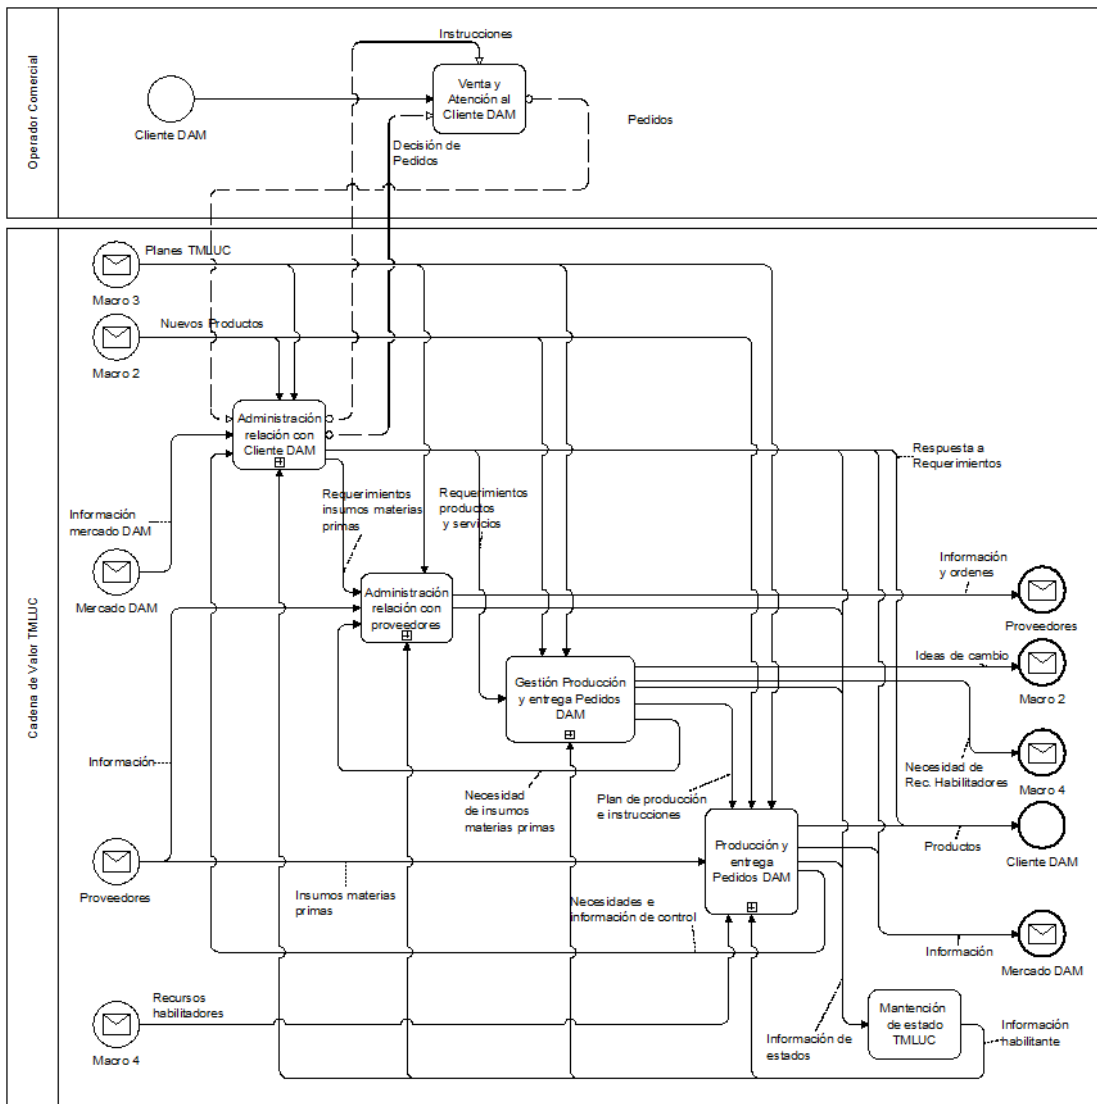 Operador Comercial
Instrucciones
Venta y
Atención al
Cliente DAM
Cliente DAM
Pedidos
Decisión de
Pedidos
Cadena de Valor TMLUC
Planes TMLUC
Macro 3
Nuevos Productos
Macro 2
Administración
relación con
Cliente DAM
Respuesta a
Requerimientos
Información
mercado DAM
Requerimientos
insumos materias
primas
Requerimientos
productos
y servicios
Mercado DAM
Información
y ordenes
Administración
relación con
proveedores
Proveedores
Ideas de cambio
Gestión Producción
y entrega Pedidos
DAM
Macro 2
Información
Necesidad de
Rec. Habilitadores
Macro 4
Necesidad
de insumos
materias primas
Plan de producción
e instrucciones
Producción y
entrega
Pedidos DAM
Productos
Cliente DAM
Proveedores
Insumos materias
primas
Necesidades e
información de control
Información
Mercado DAM
Recursos
habilitadores
Macro 4
Mantención
de estado
TMLUC
Información de
estados
Información
habilitante